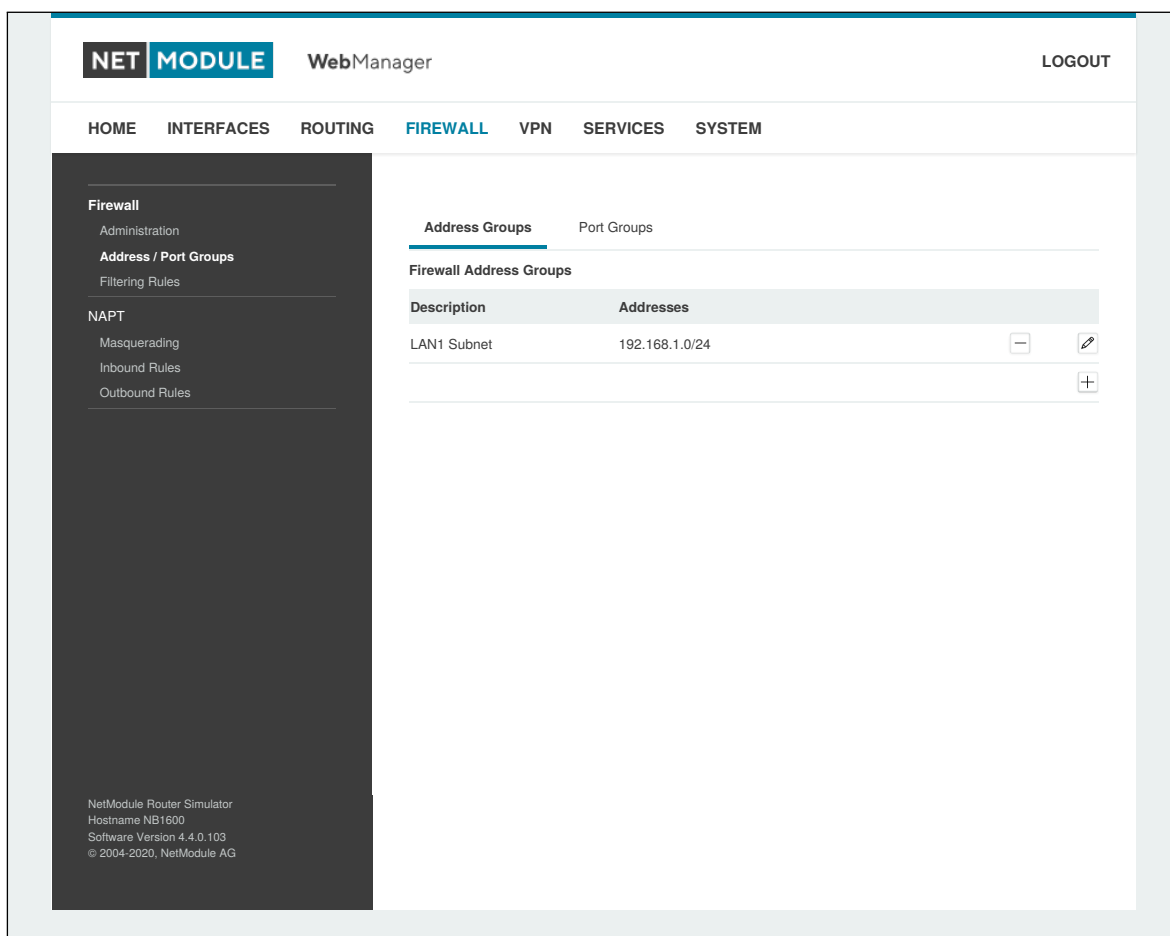 NET MODULE WebManager LOGOUT
HOME INTERFACES ROUTING FIREWALL VPN SERVICES SYSTEM
Firewall
Administration
Address / Port Groups
Filtering Rules
NAPT
Masquerading
Inbound Rules
Outbound Rules
Address Groups Port Groups
Firewall Address Groups
Description Addresses
LAN1 Subnet 192.168.1.0/24
NetModule Router Simulator
Hostname NB1600
Software Version 4.4.0.103
© 2004-2020, NetModule AG